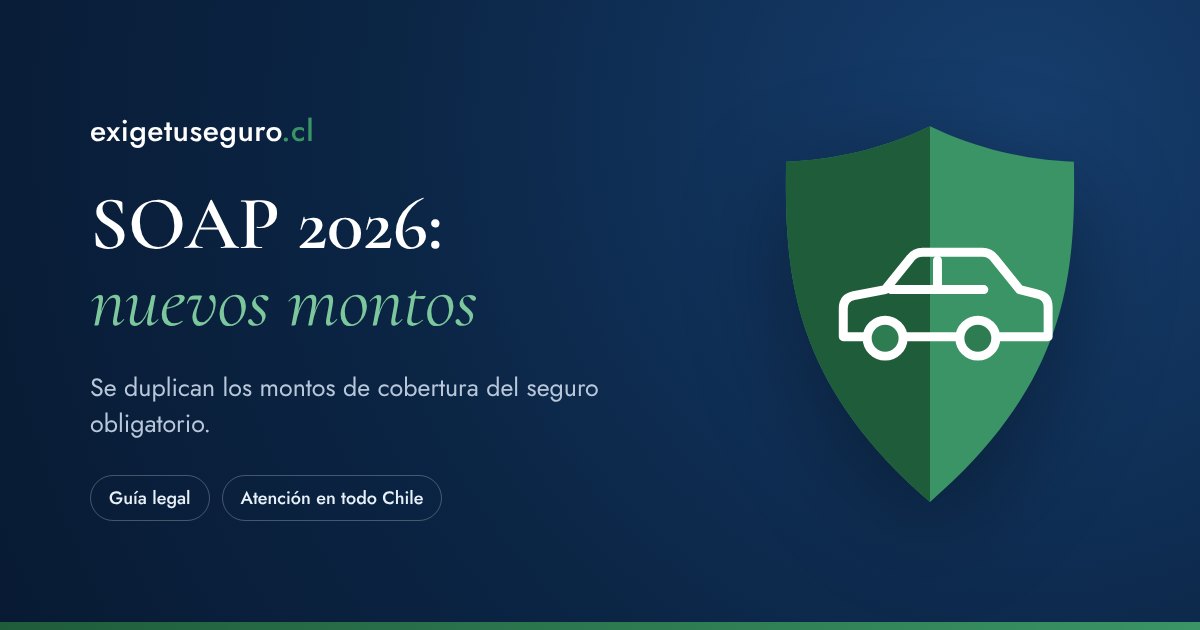 exigetuseguro.cl
SOAP 2026:
nuevos montos
Se duplican los montos de cobertura del seguro
obligatorio.
Guía legal
Atención en todo Chile